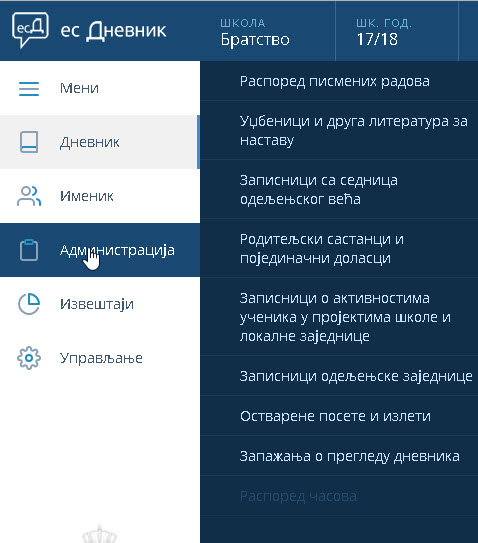 есД ес Дневник
ШКОЛА
Братство
ШК. ГОД.
17/18
Мени
Дневник
Именик
Администрација
Извештаји
Управљање
Распоред писмених радова
Уџбеници и друга литература за
наставу
Записници са седница
одељењског већа
Родитељски састанци и
појединачни доласци
Записници о активностима
ученика у пројектима школе и
локалне заједнице
Записници одељењске заједнице
Остварене посете и излети
Запажања о прегледу дневника
Распоред часова